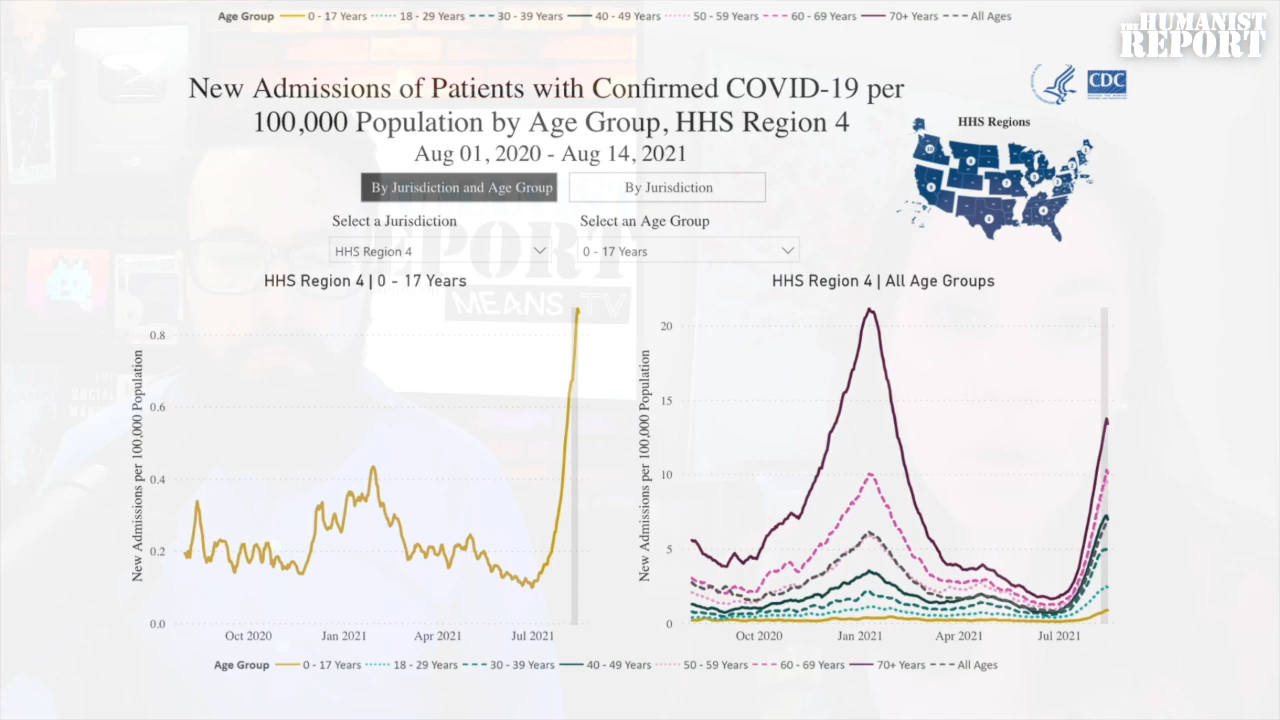 Age Group 0 - 17 Years 18 - 29 Years 30 - 39 Years 40 - 49 Years 50 - 59 Years 60 - 69 Years 70+ Years All Ages
THE HUMANIST
REPORT
New Admissions of Patients with Confirmed COVID-19 per
100,000 Population by Age Group, HHS Region 4
Aug 01, 2020 - Aug 14, 2021
CDC
HHS Regions
By Jurisdiction and Age Group By Jurisdiction
Select a Jurisdiction Select an Age Group
HHS Region 4 0 - 17 Years
REPORT
MEANS TV
HHS Region 4 | 0 - 17 Years
New Admissions per 100,000 Population
0.8
0.6
0.4
0.2
0.0
Oct 2020 Jan 2021 Apr 2021 Jul 2021
HHS Region 4 | All Age Groups
New Admissions per 100,000 Population
20
15
10
5
0
Oct 2020 Jan 2021 Apr 2021 Jul 2021
Age Group 0 - 17 Years 18 - 29 Years 30 - 39 Years 40 - 49 Years 50 - 59 Years 60 - 69 Years 70+ Years All Ages